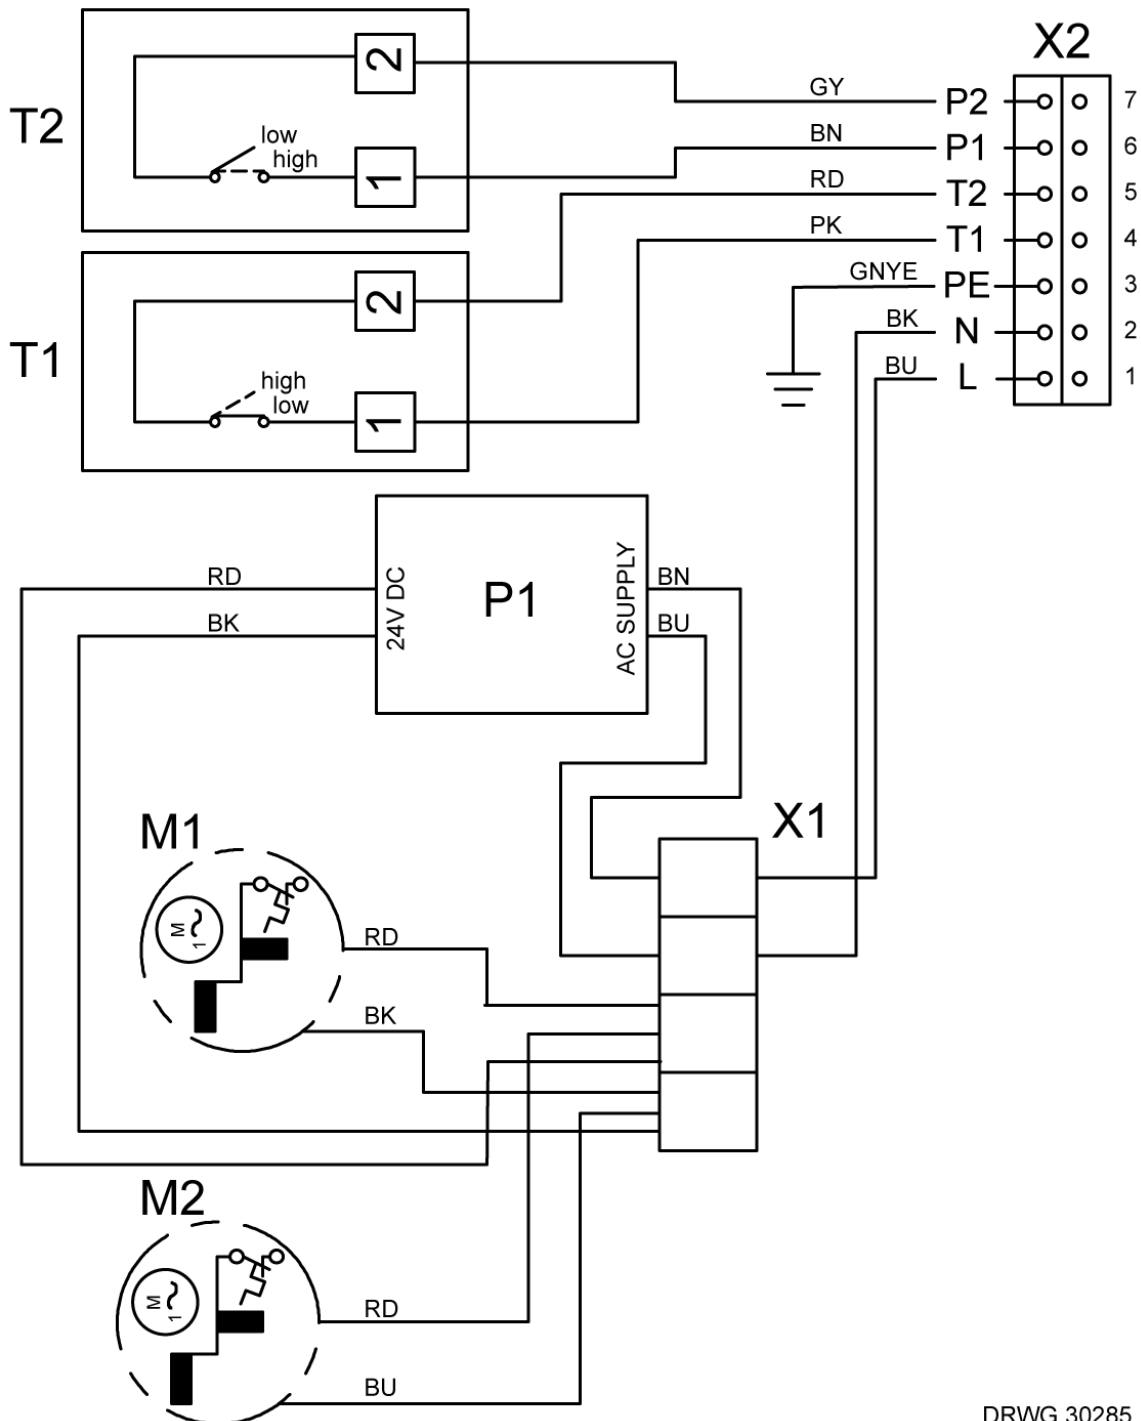 X2
T2
2
low
high
1
GY
P2
7
BN
P1
6
RD
T2
5
PK
T1
4
GNYE
PE
3
BK
N
2
BU
L
1
T1
2
high
low
1
RD
BK
24V DC
P1
AC SUPPLY
BN
BU
X1
M1
M
1
RD
BK
M2
M
1
RD
BU
DRWG 30285